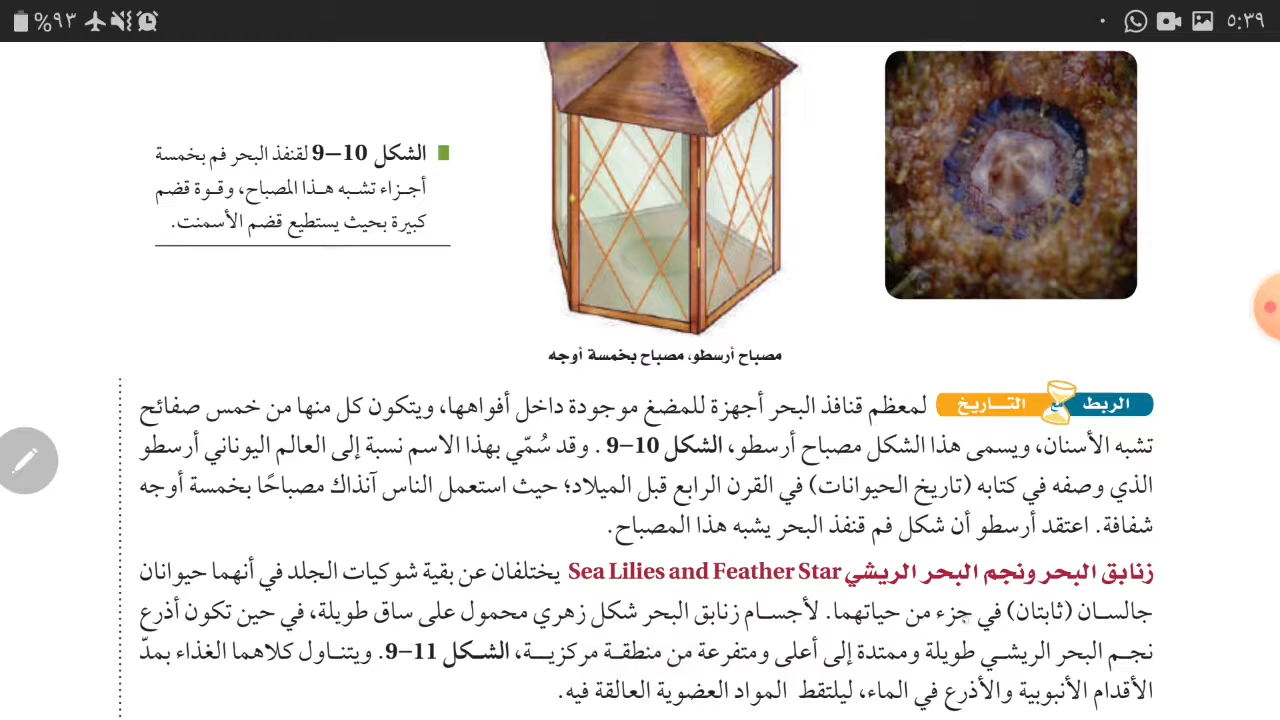 %٩٣
٥:٣٩
الشكل 10–9 لقنفذ البحر فم بخمسة
أجزاء تشبه هذا المصباح، وقوة قضم
كبيرة بحيث يستطيع قضم الأسمنت.
مصباح أرسطو، مصباح بخمسة أوجه
الربط مع التاريخ لمعظم قنافذ البحر أجهزة للمضغ موجودة داخل أفواهها، ويتكون كل منها من خمس صفائح
تشبه الأسنان، ويسمى هذا الشكل مصباح أرسطو، الشكل 10–9 . وقد سُمّي بهذا الاسم نسبة إلى العالم اليوناني أرسطو
الذي وصفه في كتابه (تاريخ الحيوانات) في القرن الرابع قبل الميلاد؛ حيث استعمل الناس آنذاك مصباحًا بخمسة أوجه
شفافة. اعتقد أرسطو أن شكل فم قنفذ البحر يشبه هذا المصباح.
زنابق البحر ونجم البحر الريشي Sea Lilies and Feather Star يختلفان عن بقية شوكيات الجلد في أنهما حيوانان
جالسان (ثابتان) في جزء من حياتهما. لأجسام زنابق البحر شكل زهري محمول على ساق طويلة، في حين تكون أذرع
نجم البحر الريشي طويلة وممتدة إلى أعلى ومتفرعة من منطقة مركزية، الشكل 11–9. ويتناول كلاهما الغذاء بمدّ
الأقدام الأنبوبية والأذرع في الماء، ليلتقط المواد العضوية العالقة فيه.